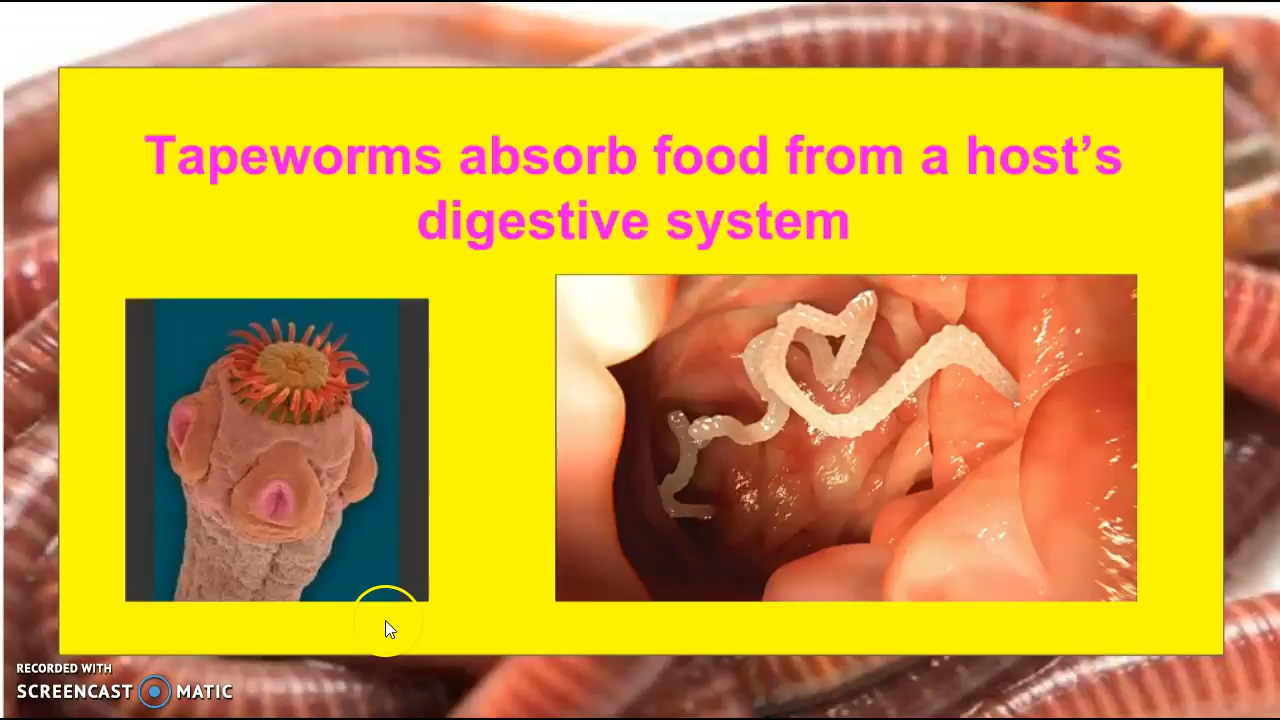 Tapeworms absorb food from a host’s
digestive system
RECORDED WITH
SCREENCAST MATIC